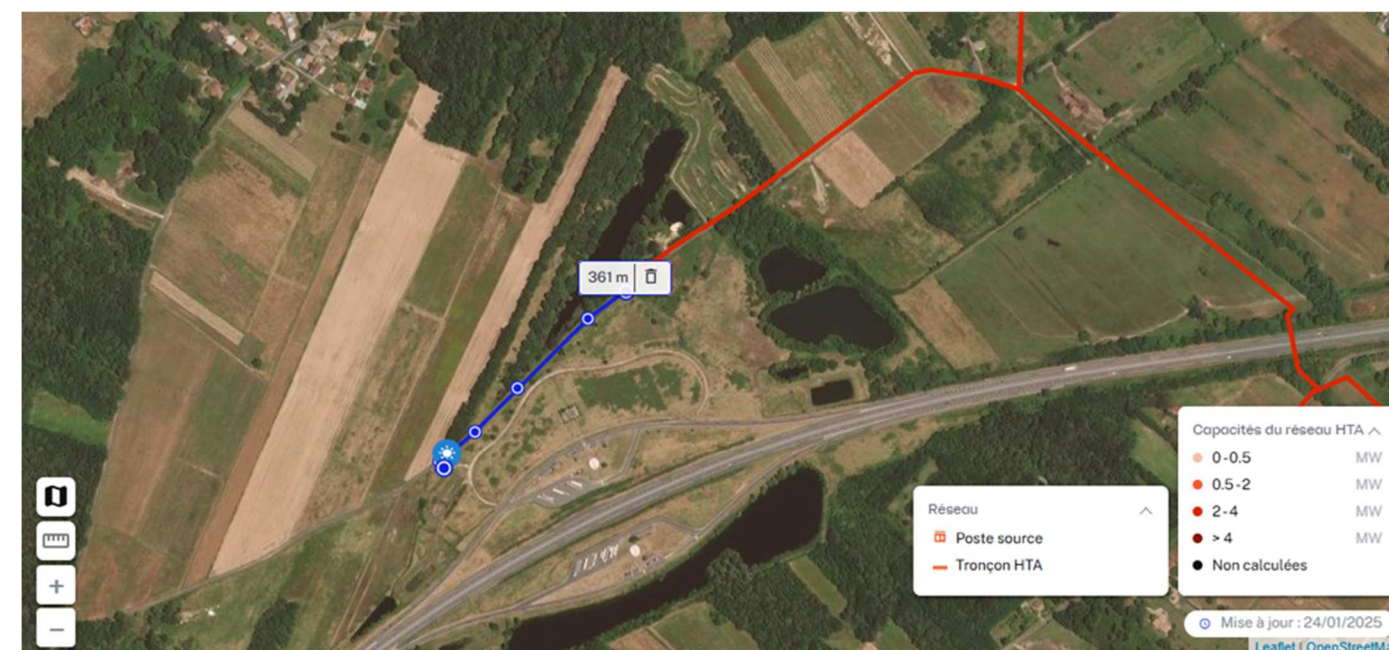 361 m
Capacités du réseau HTA
0-0.5 MW
0.5-2 MW
2-4 MW
> 4 MW
Non calculées
Réseau
Poste source
Tronçon HTA
Mise à jour : 24/01/2025
Leaflet | OpenStreetMa